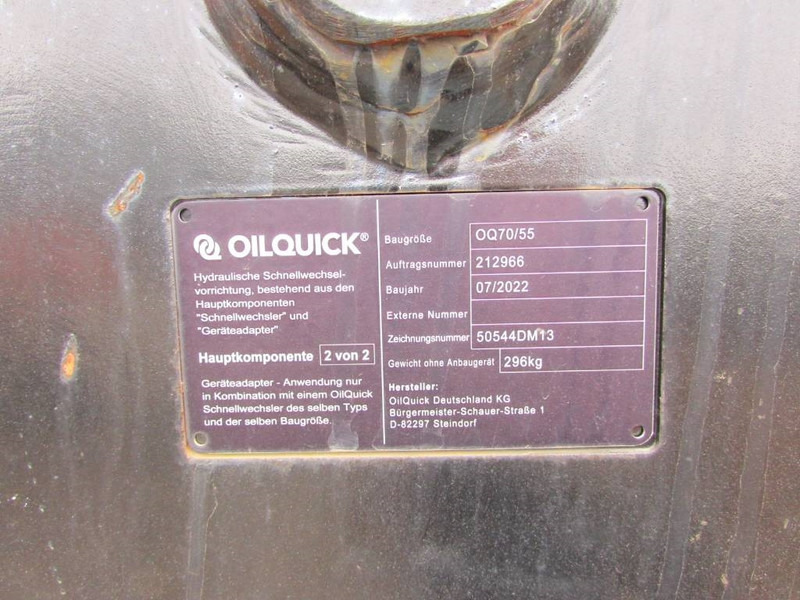 OILQUICK®
Hydraulische Schnellwechsel-
vorrichtung, bestehend aus den
Hauptkomponenten
"Schnellwechsler" und
"Geräteadapter"
Hauptkomponente 2 von 2
Geräteadapter - Anwendung nur
in Kombination mit einem OilQuick
Schnellwechsler des selben Typs
und der selben Baugröße.
Baugröße OQ70/55
Auftragsnummer 212966
Baujahr 07/2022
Externe Nummer
Zeichnungsnummer 50544DM13
Gewicht ohne Anbaugerät 296kg
Hersteller:
OilQuick Deutschland KG
Bürgermeister-Schauer-Straße 1
D-82297 Steindorf